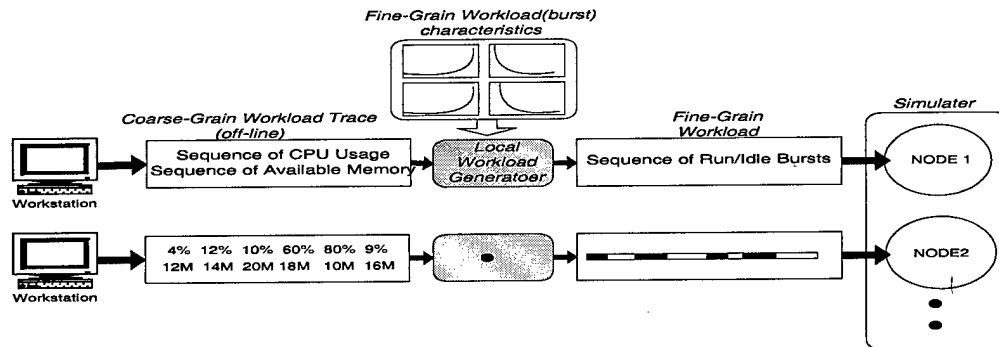 Fine-Grain Workload(burst)
characteristics
Coarse-Grain Workload Trace
(off-line)
Fine-Grain
Workload
Simulater
Sequence of CPU Usage
Sequence of Available Memory
Local
Workload
Generatoer
Sequence of Run/Idle Bursts
NODE 1
Workstation
4% 12% 10% 60% 80% 9%
12M 14M 20M 18M 10M 16M
NODE2
Workstation